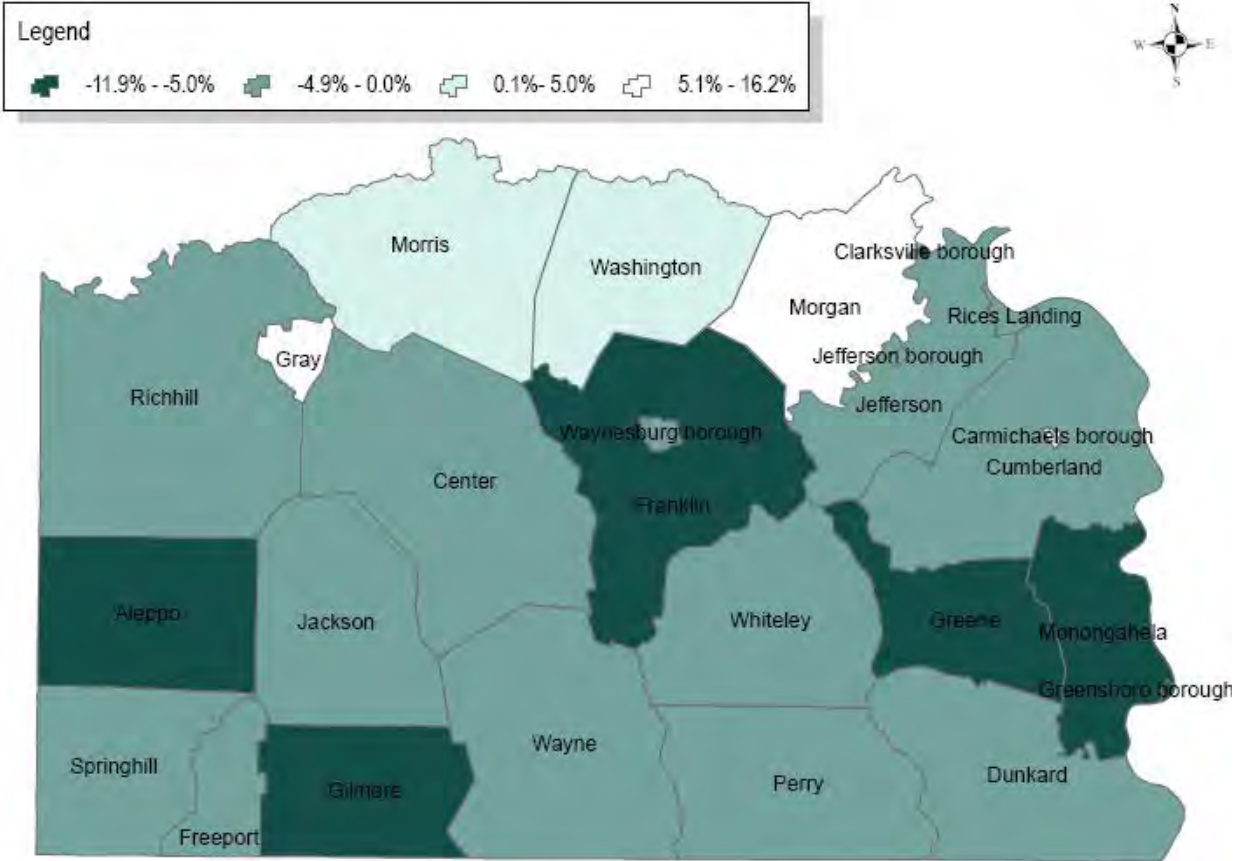 Legend
-11.9% - -5.0% -4.9% - 0.0% 0.1%- 5.0% 5.1% - 16.2%
N
W E
S
Morris
Washington
Clarksville borough
Morgan
Rices Landing
Gray
Jefferson borough
Richhill
Jefferson
Waynesburg borough
Carmichaels borough
Cumberland
Center
Franklin
Aleppo
Jackson
Whiteley
Greene
Monongahela
Greensboro borough
Wayne
Springhill
Perry
Dunkard
Gilmore
Freeport